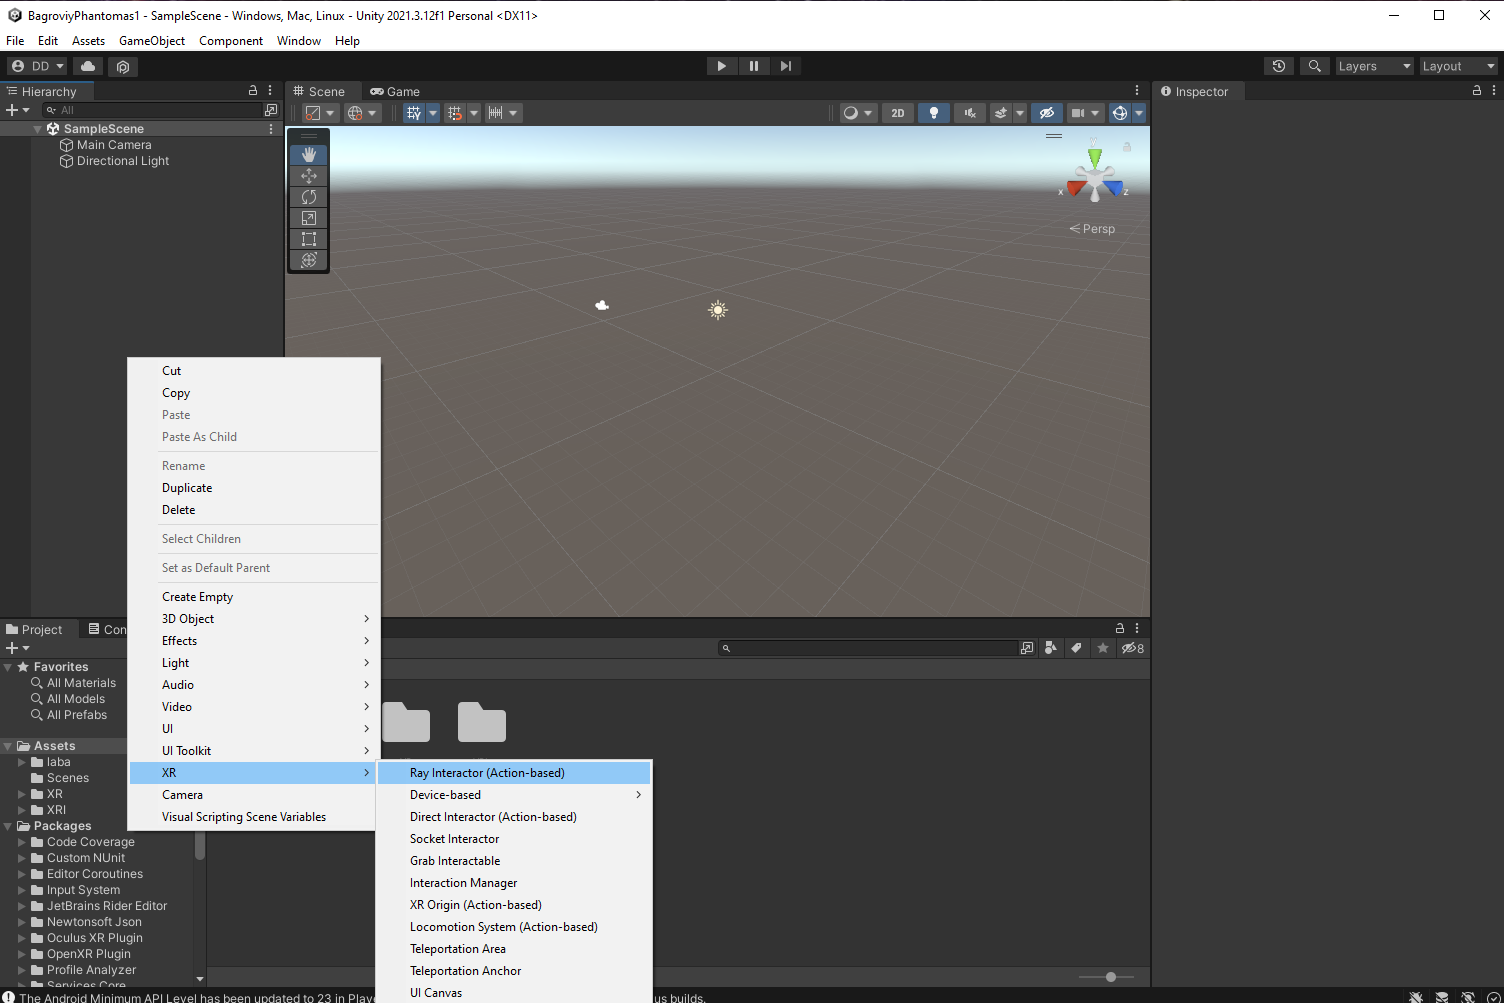 BagroviyPhantomas1 - SampleScene - Windows, Mac, Linux - Unity 2021.3.12f1 Personal <DX11>
File Edit Assets GameObject Component Window Help
DD
Layers
Layout
Hierarchy
All
SampleScene
Main Camera
Directional Light
Scene
Game
2D
y
x
z
Persp
Inspector
Cut
Copy
Paste
Paste As Child
Rename
Duplicate
Delete
Select Children
Set as Default Parent
Create Empty
3D Object
Effects
Light
Audio
Video
UI
UI Toolkit
XR
Camera
Visual Scripting Scene Variables
Ray Interactor (Action-based)
Device-based
Direct Interactor (Action-based)
Socket Interactor
Grab Interactable
Interaction Manager
XR Origin (Action-based)
Locomotion System (Action-based)
Teleportation Area
Teleportation Anchor
UI Canvas
Project
Con
8
Favorites
All Materials
All Models
All Prefabs
Assets
laba
Scenes
XR
XRI
Packages
Code Coverage
Custom NUnit
Editor Coroutines
Input System
JetBrains Rider Editor
Newtonsoft Json
Oculus XR Plugin
OpenXR Plugin
Profile Analyzer
Services Core
The Android Minimum API Level has been updated to 23 in Playe
us builds.